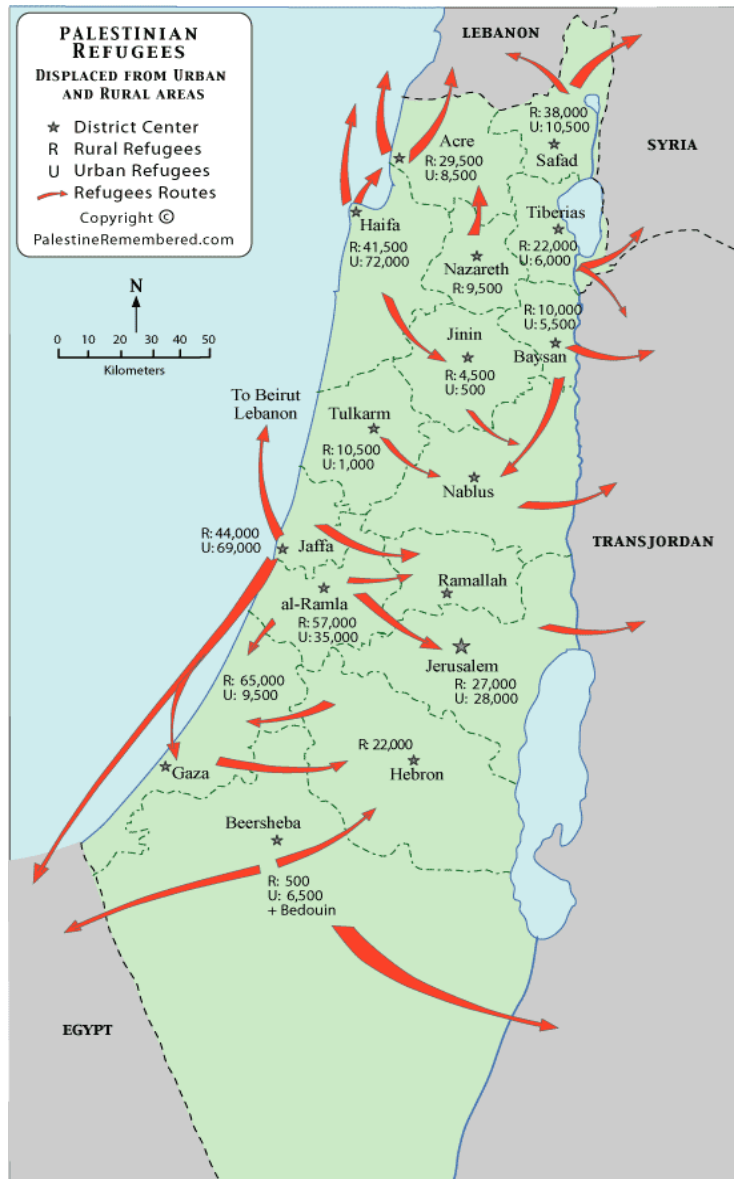 PALESTINIAN
REFUGEES
DISPLACED FROM URBAN
AND RURAL AREAS
District Center
R Rural Refugees
U Urban Refugees
Refugees Routes
Copyright ©
PalestineRemembered.com
N
0 10 20 30 40 50
Kilometers
LEBANON
SYRIA
R: 38,000
U: 10,500
Safad
Acre
R: 29,500
U: 8,500
Haifa
R: 41,500
U: 72,000
Tiberias
R: 22,000
U: 6,000
Nazareth
R: 9,500
R: 10,000
U: 5,500
Baysan
Jinin
R: 4,500
U: 500
To Beirut
Lebanon
Tulkarm
R: 10,500
U: 1,000
Nablus
R: 44,000
U: 69,000
Jaffa
TRANSJORDAN
Ramallah
al-Ramla
R: 57,000
U: 35,000
Jerusalem
R: 27,000
U: 28,000
R: 65,000
U: 9,500
Gaza
R: 22,000
Hebron
Beersheba
R: 500
U: 6,500
+ Bedouin
EGYPT